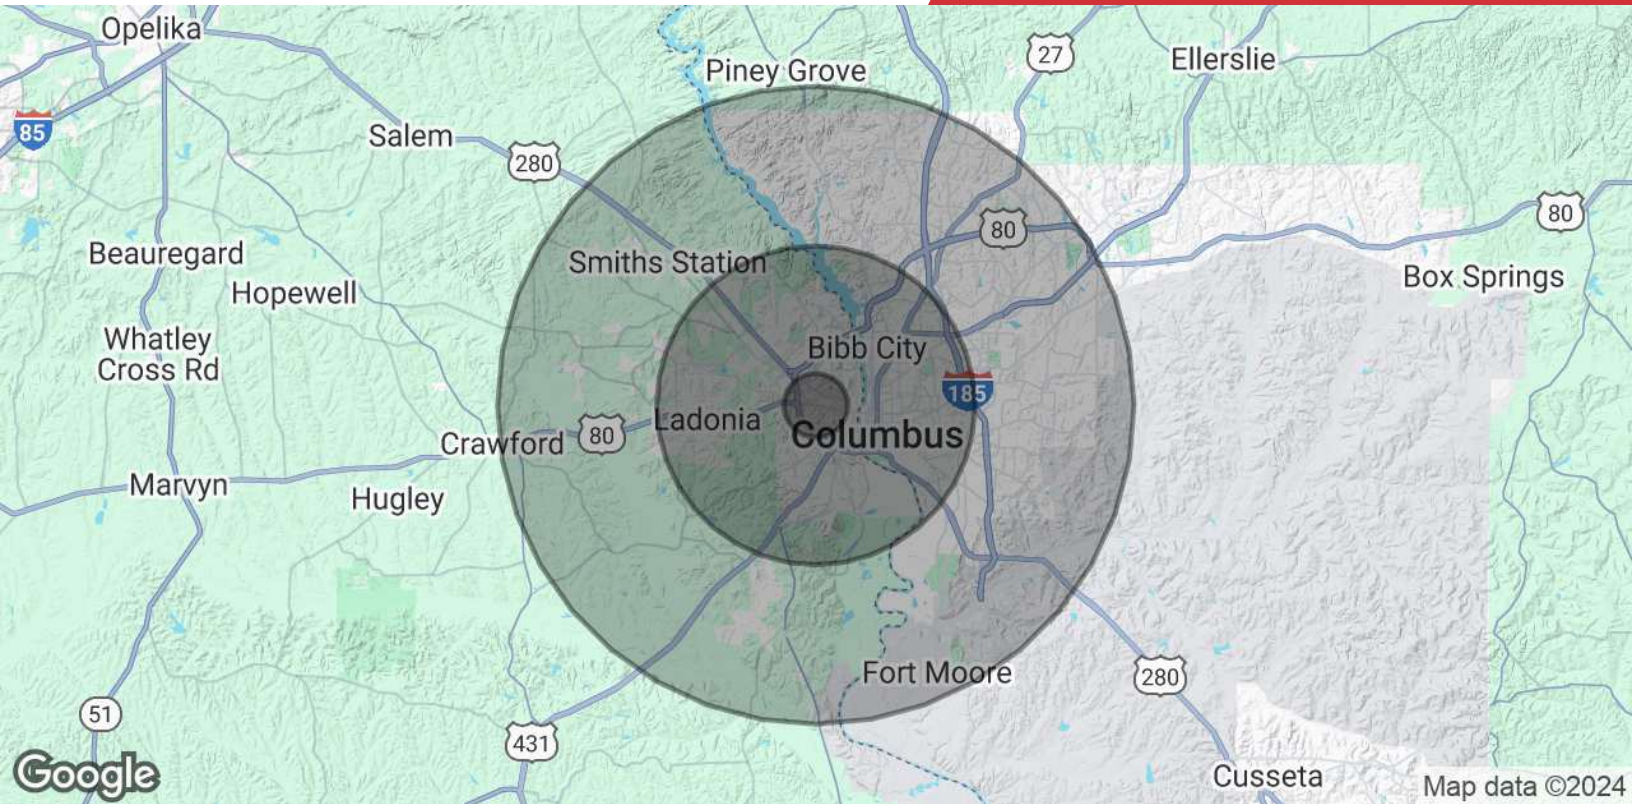 Opelika
Piney Grove
27
Ellerslie
85
Salem
280
80
80
Beauregard
Smiths Station
Hopewell
Box Springs
Whatley
Cross Rd
Bibb City
185
Ladonia
Columbus
Crawford
80
Marvyn
Hugley
Fort Moore
280
51
431
Google
Cusseta
Map data ©2024